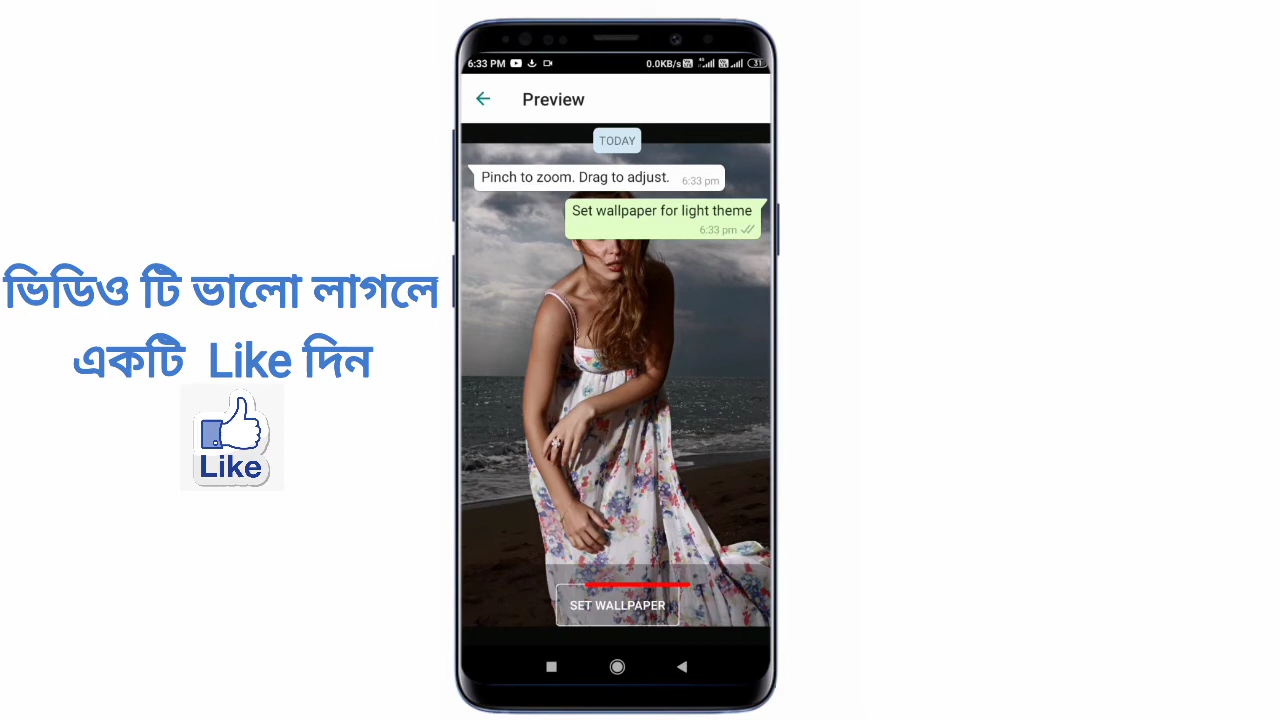 6:33 PM
0.0KB/s
31
Preview
TODAY
Pinch to zoom. Drag to adjust. 6:33 pm
Set wallpaper for light theme
6:33 pm
ভিডিও টি ভালো লাগলে
একটি Like দিন
Like
SET WALLPAPER